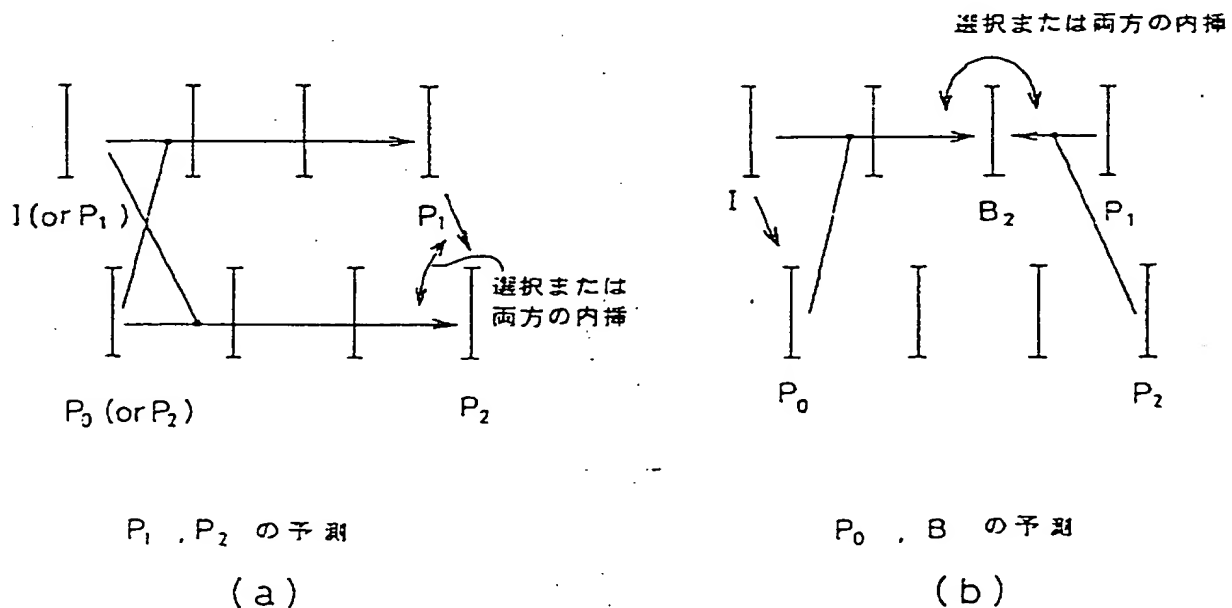 I (or P₁)
P₁
選択または
両方の内挿
P₀ (or P₂)
P₂
P₁ , P₂ の予測
(a)
選択または両方の内挿
I
B₂
P₁
P₀
P₂
P₀ , B の予測
(b)